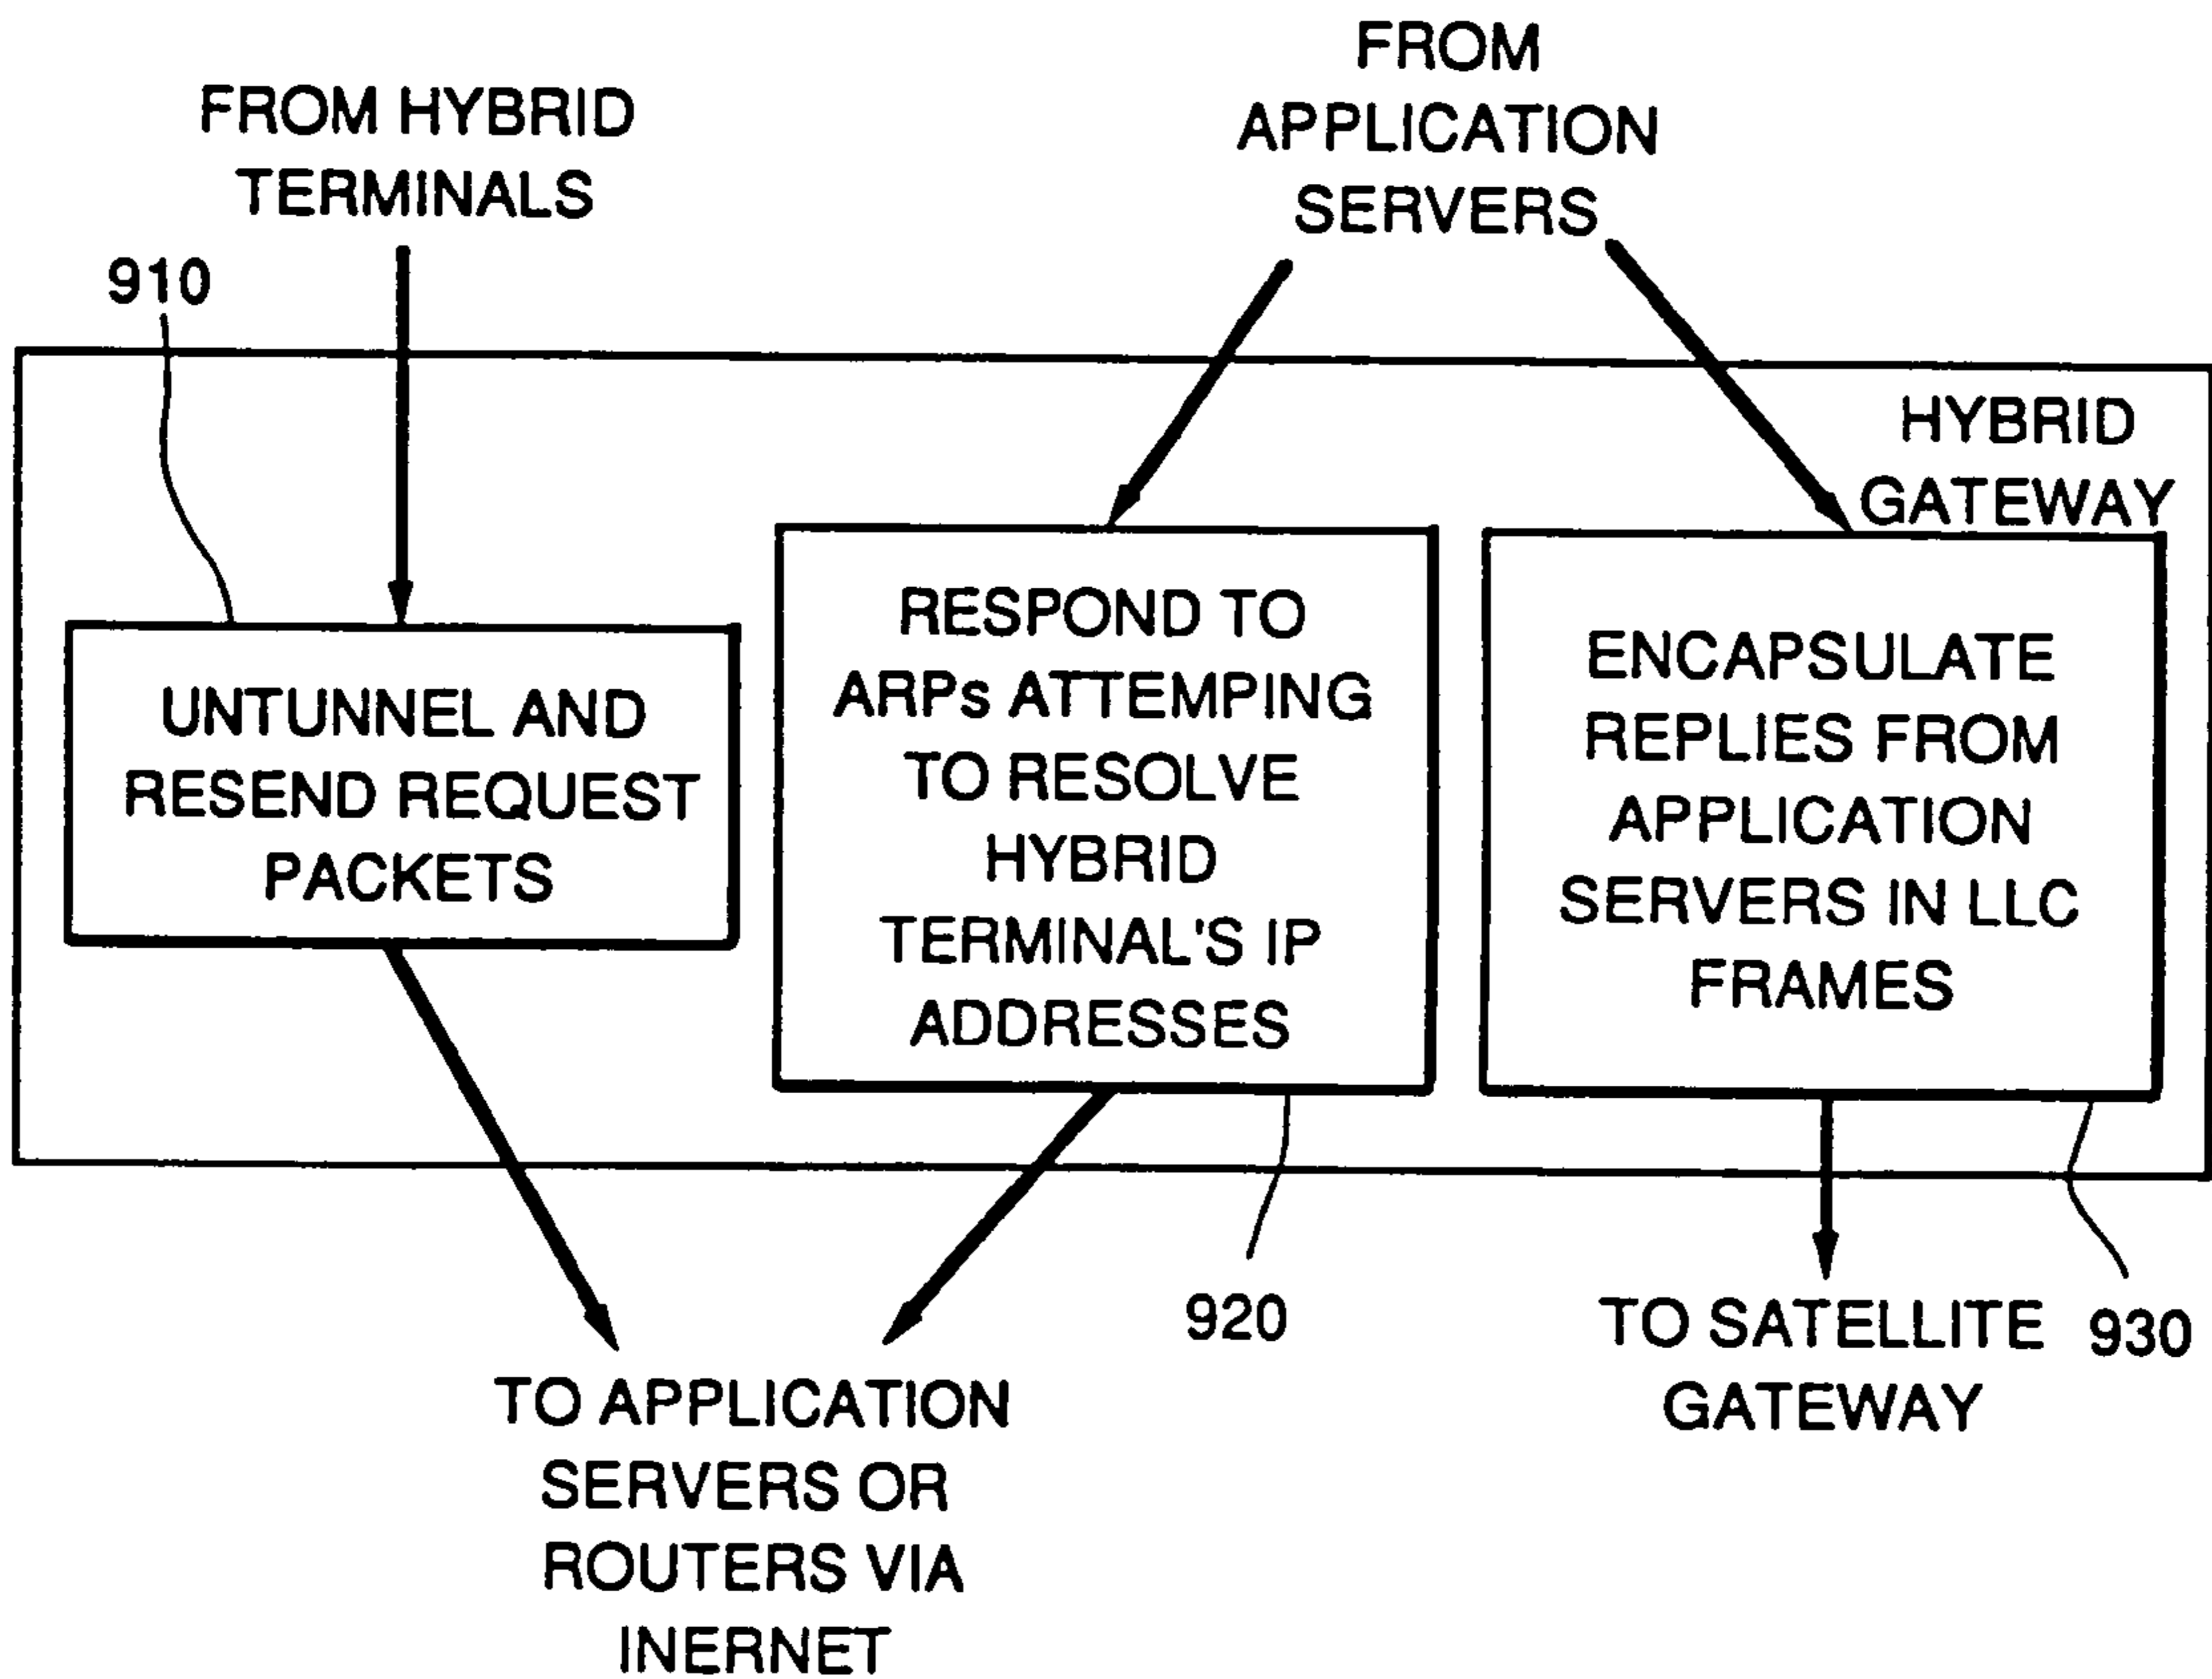 FROM HYBRID
TERMINALS
FROM
APPLICATION
SERVERS
910
HYBRID
GATEWAY
UNTUNNEL AND
RESEND REQUEST
PACKETS
RESPOND TO
ARPs ATTEMPING
TO RESOLVE
HYBRID
TERMINAL'S IP
ADDRESSES
ENCAPSULATE
REPLIES FROM
APPLICATION
SERVERS IN LLC
FRAMES
920
930
TO APPLICATION
SERVERS OR
ROUTERS VIA
INERNET
TO SATELLITE
GATEWAY